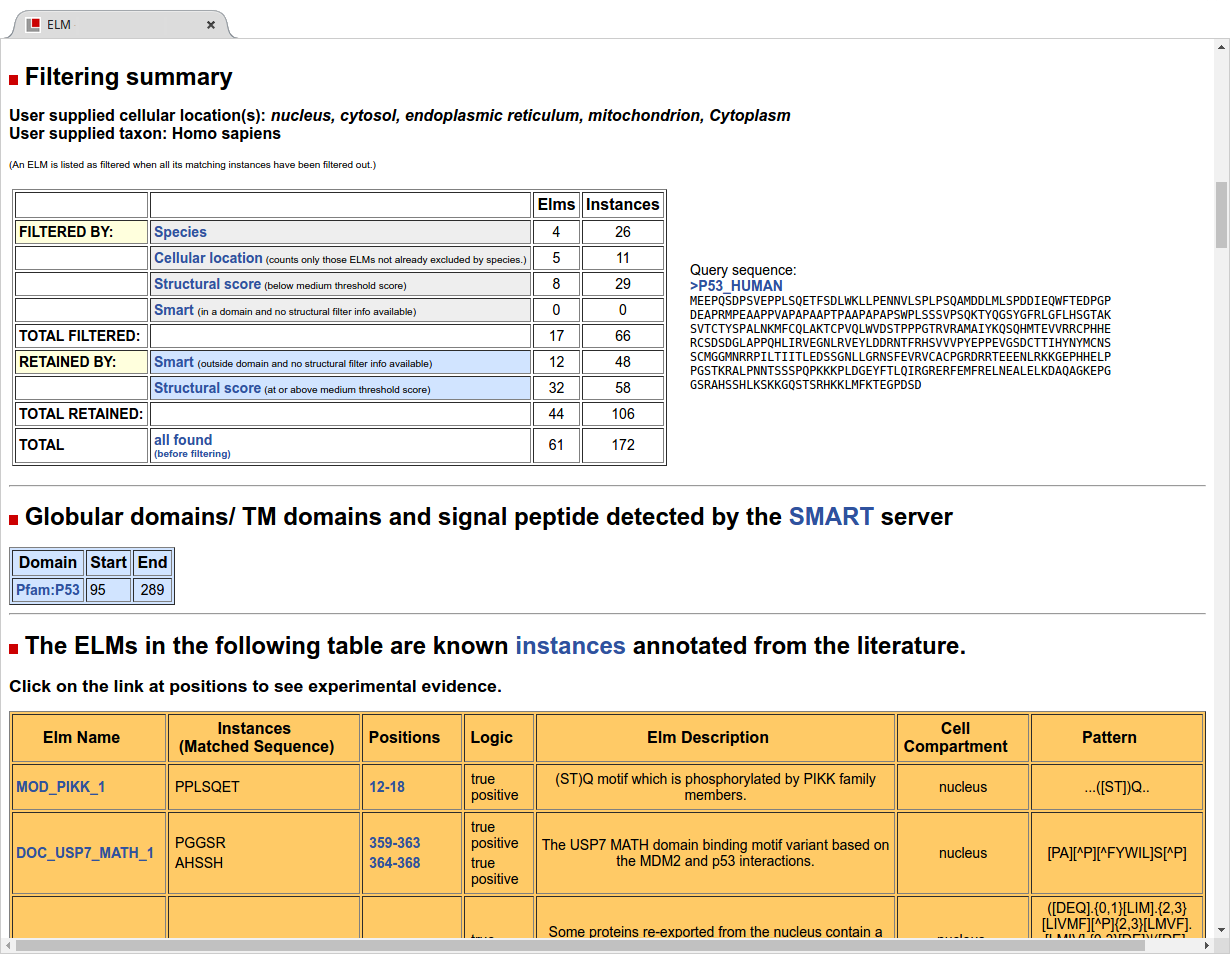 ELM
Filtering summary
User supplied cellular location(s): nucleus, cytosol, endoplasmic reticulum, mitochondrion, Cytoplasm
User supplied taxon: Homo sapiens
(An ELM is listed as filtered when all its matching instances have been filtered out.)
Elms Instances
FILTERED BY: Species 4 26
Cellular location (counts only those ELMs not already excluded by species.) 5 11
Structural score (below medium threshold score) 8 29
Smart (in a domain and no structural filter info available) 0 0
TOTAL FILTERED: 17 66
RETAINED BY: Smart (outside domain and no structural filter info available) 12 48
Structural score (at or above medium threshold score) 32 58
TOTAL RETAINED: 44 106
TOTAL all found 61 172
(before filtering)
Query sequence:
>P53_HUMAN
MEEPQSDPSVEPPLSQETFSDLWKLLPENNVLSPLPSQAMDDLMLSPDDIEQWFTEDPGP
DEAPRMPEAAPPVAPAPAAPTPAAPAPAPSWPLSSSVPSQKTYQGSYGFRLGFLHSGTAK
SVTCTYSPALNKMFCQLAKTCPVQLWVDSTPPPGTRVRAMAIYKQSQHMTEVVRRCPHHE
RCSDSDGLAPPQHLIRVEGNLRVEYLDDRNTFRHSVVVPYEPPEVGSDCTTIHYNYMCNS
SCMGGMNRRPILTIITLEDSSGNLLGRNSFEVRVCACPGRDRRTEEENLRKKGEPHHELP
PGSTKRALPNNTSSSPQPKKKPLDGEYFTLQIRGRERFEMFRELNEALELKDAQAGKEPG
GSRAHSSHLKSKKGQSTSRHKKLMFKTEGPDSD
Globular domains/ TM domains and signal peptide detected by the SMART server
Domain Start End
Pfam:P53 95 289
The ELMs in the following table are known instances annotated from the literature.
Click on the link at positions to see experimental evidence.
Elm Name Instances (Matched Sequence) Positions Logic Elm Description Cell Compartment Pattern
MOD_PIKK_1 PPLSQET 12-18 true positive (ST)Q motif which is phosphorylated by PIKK family members. nucleus ...([ST])Q..
DOC_USP7_MATH_1 PGGSR 359-363 true positive The USP7 MATH domain binding motif variant based on the MDM2 and p53 interactions. nucleus [PA][^P][^FYWIL]S[^P]
AHSSH 364-368 true positive
Some proteins re-exported from the nucleus contain a
([DEQ].{0,1}[LIM].{2,3}
[LIVMF][^P]{2,3}[LMVF].